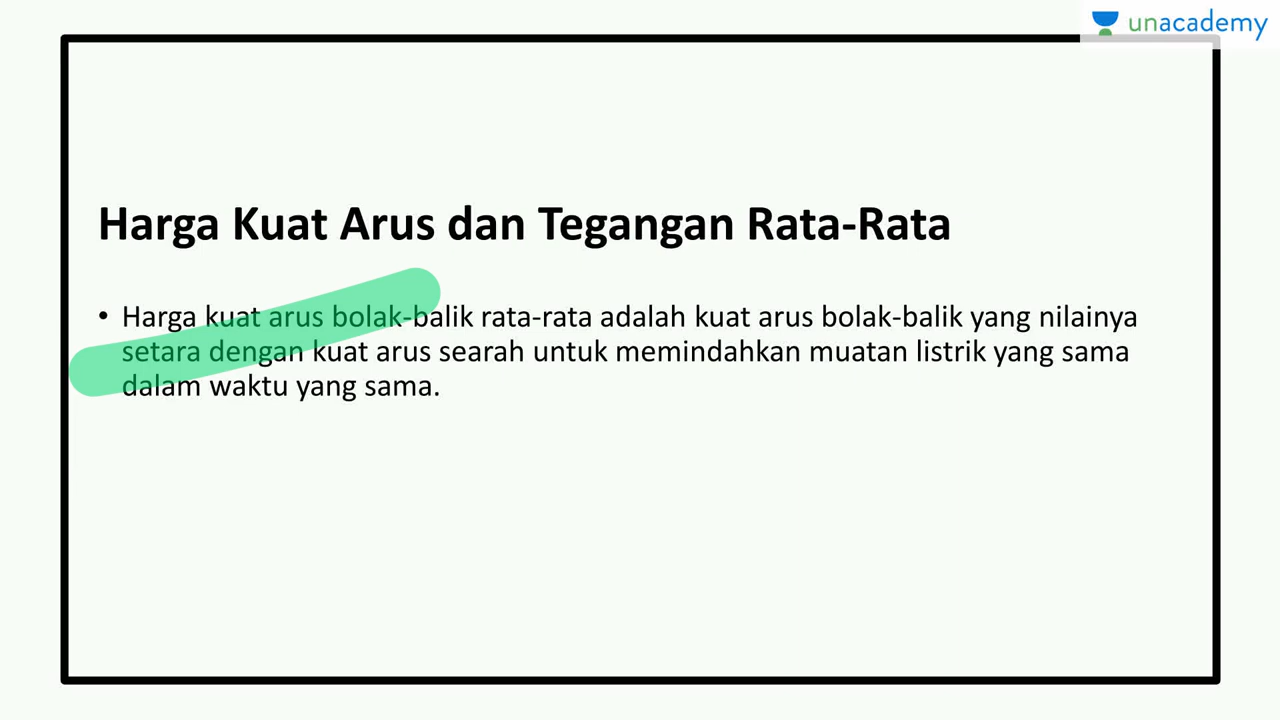 unacademy
Harga Kuat Arus dan Tegangan Rata-Rata
• Harga kuat arus bolak-balik rata-rata adalah kuat arus bolak-balik yang nilainya
setara dengan kuat arus searah untuk memindahkan muatan listrik yang sama
dalam waktu yang sama.